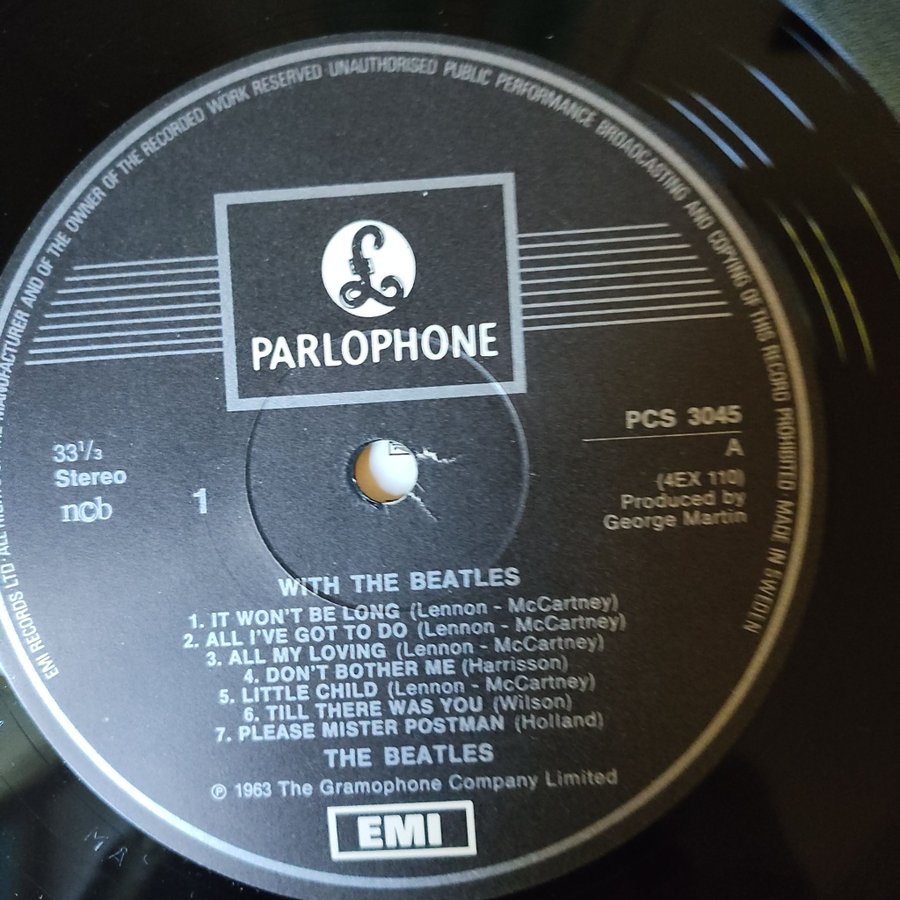 EMI RECORDS LTD · ALL RIGHTS OF THE MANUFACTURER AND OF THE OWNER OF THE RECORDED WORK RESERVED · UNAUTHORISED PUBLIC PERFORMANCE BROADCASTING AND COPYING OF THIS RECORD PROHIBITED · MADE IN SWEDEN
£
PARLOPHONE
33⅓
Stereo
ncb
1
PCS 3045
A
(4EX 110)
Produced by
George Martin
WITH THE BEATLES
1. IT WON'T BE LONG (Lennon - McCartney)
2. ALL I'VE GOT TO DO (Lennon - McCartney)
3. ALL MY LOVING (Lennon - McCartney)
4. DON'T BOTHER ME (Harrisson)
5. LITTLE CHILD (Lennon - McCartney)
6. TILL THERE WAS YOU (Wilson)
7. PLEASE MISTER POSTMAN (Holland)
THE BEATLES
℗ 1963 The Gramophone Company Limited
EMI